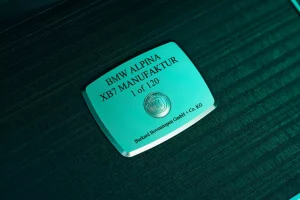 BMW ALPINA
XB7 MANUFAKTUR
1 of 120
Burkard Bovensiepen GmbH + Co. KG